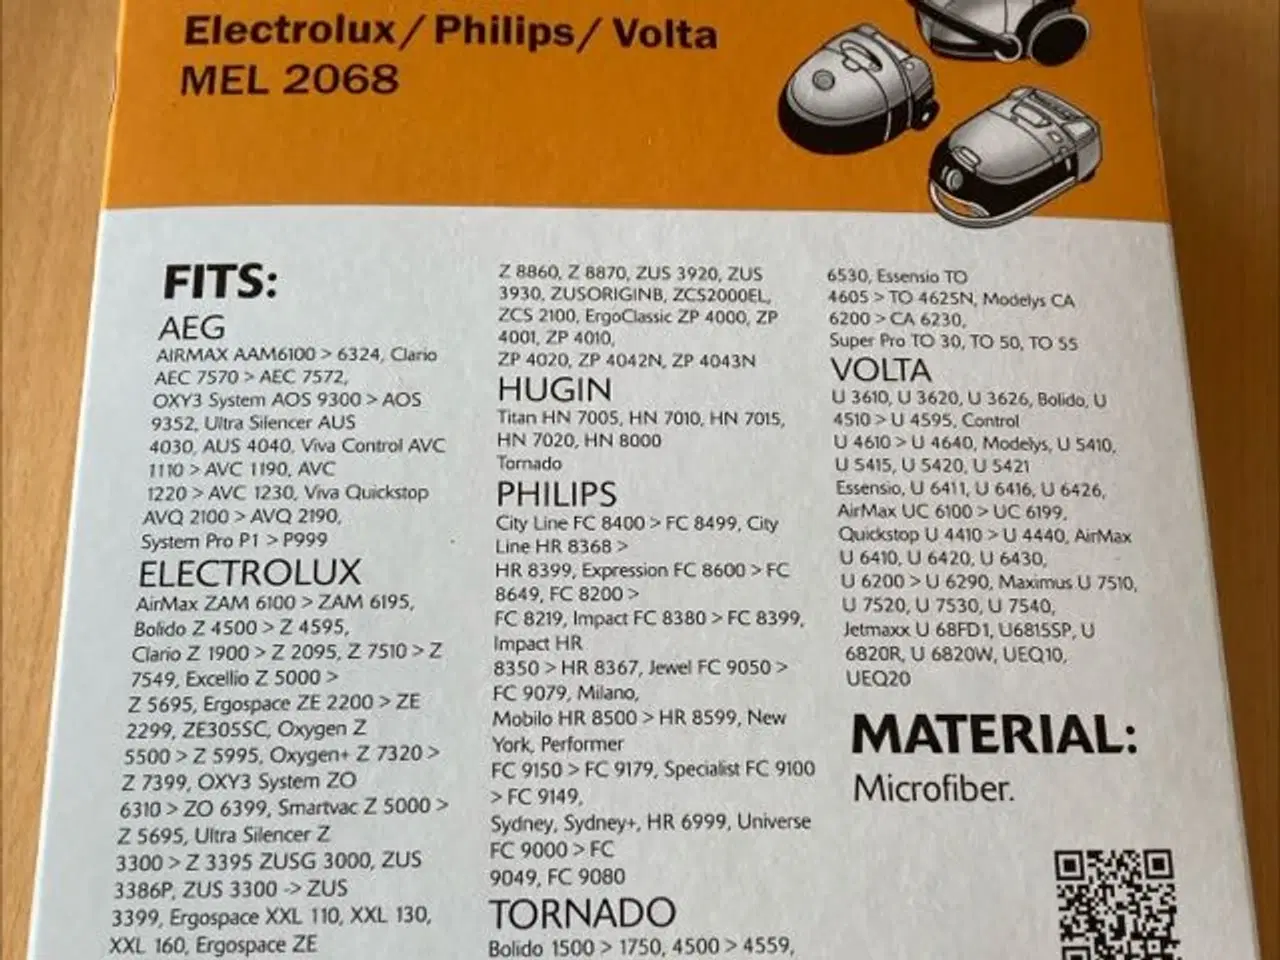 Electrolux/Philips/Volta
MEL 2068
FITS:
AEG
AIRMAX AAM6100 > 6324, Clario
AEC 7570 > AEC 7572,
OXY3 System AOS 9300 > AOS
9352, Ultra Silencer AUS
4030, AUS 4040, Viva Control AVC
1110 > AVC 1190, AVC
1220 > AVC 1230, Viva Quickstop
AVQ 2100 > AVQ 2190,
System Pro P1 > P999
ELECTROLUX
AirMax ZAM 6100 > ZAM 6195,
Bolido Z 4500 > Z 4595,
Clario Z 1900 > Z 2095, Z 7510 > Z
7549, Excellio Z 5000 >
Z 5695, Ergospace ZE 2200 > ZE
2299, ZE305SC, Oxygen Z
5500 > Z 5995, Oxygen+ Z 7320 >
Z 7399, OXY3 System ZO
6310 > ZO 6399, Smartvac Z 5000 >
Z 5695, Ultra Silencer Z
3300 > Z 3395 ZUSG 3000, ZUS
3386P, ZUS 3300 -> ZUS
3399, Ergospace XXL 110, XXL 130,
XXL 160, Ergospace ZE
Z 8860, Z 8870, ZUS 3920, ZUS
3930, ZUSORIGINB, ZCS2000EL,
ZCS 2100, ErgoClassic ZP 4000, ZP
4001, ZP 4010,
ZP 4020, ZP 4042N, ZP 4043N
HUGIN
Titan HN 7005, HN 7010, HN 7015,
HN 7020, HN 8000
Tornado
PHILIPS
City Line FC 8400 > FC 8499, City
Line HR 8368 >
HR 8399, Expression FC 8600 > FC
8649, FC 8200 >
FC 8219, Impact FC 8380 > FC 8399,
Impact HR
8350 > HR 8367, Jewel FC 9050 >
FC 9079, Milano,
Mobilo HR 8500 > HR 8599, New
York, Performer
FC 9150 > FC 9179, Specialist FC 9100
> FC 9149,
Sydney, Sydney+, HR 6999, Universe
FC 9000 > FC
9049, FC 9080
TORNADO
Bolido 1500 > 1750, 4500 > 4559,
6530, Essensio TO
4605 > TO 4625N, Modelys CA
6200 > CA 6230,
Super Pro TO 30, TO 50, TO 55
VOLTA
U 3610, U 3620, U 3626, Bolido, U
4510 > U 4595, Control
U 4610 > U 4640, Modelys, U 5410,
U 5415, U 5420, U 5421
Essensio, U 6411, U 6416, U 6426,
AirMax UC 6100 > UC 6199,
Quickstop U 4410 > U 4440, AirMax
U 6410, U 6420, U 6430,
U 6200 > U 6290, Maximus U 7510,
U 7520, U 7530, U 7540,
Jetmaxx U 68FD1, U6815SP, U
6820R, U 6820W, UEQ10,
UEQ20
MATERIAL:
Microfiber.